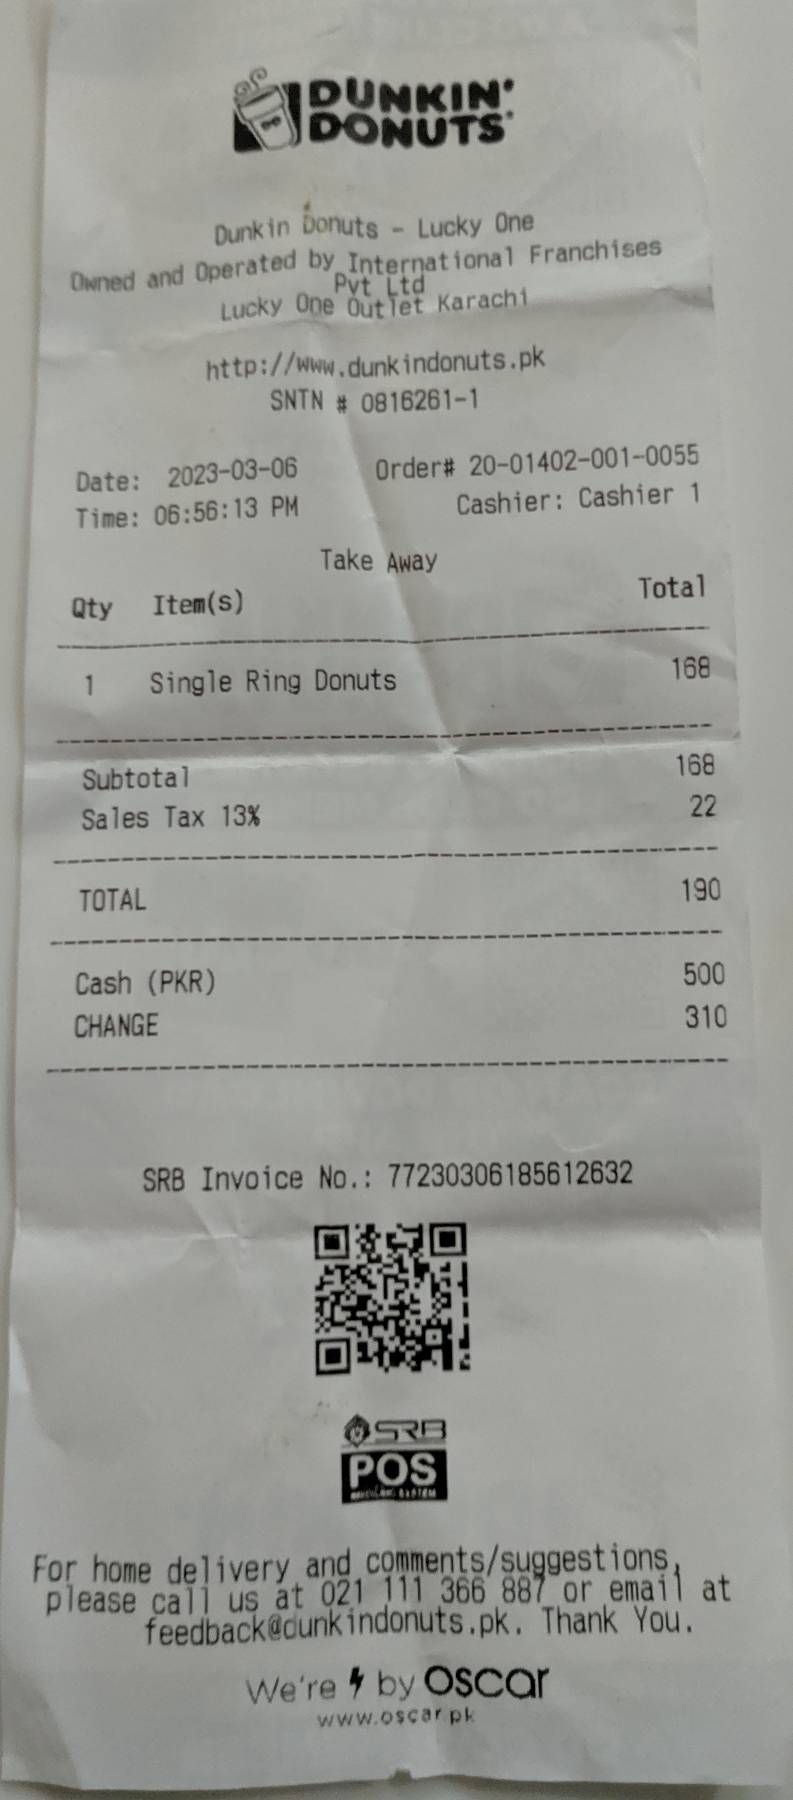 DUNKIN'
DONUTS
Dunkin Donuts - Lucky One
Owned and Operated by International Franchises
Pvt Ltd
Lucky One Outlet Karachi
http://www.dunkindonuts.pk
SNTN # 0816261-1
Date: 2023-03-06 Order# 20-01402-001-0055
Time: 06:56:13 PM Cashier: Cashier 1
Take Away
Qty Item(s) Total
1 Single Ring Donuts 168
Subtotal 168
Sales Tax 13% 22
TOTAL 190
Cash (PKR) 500
CHANGE 310
SRB Invoice No.: 77230306185612632
SRB
POS
For home delivery and comments/suggestions,
please call us at 021 111 366 887 or email at
feedback@dunkindonuts.pk. Thank You.
We're by oscar
www.oscar.pk